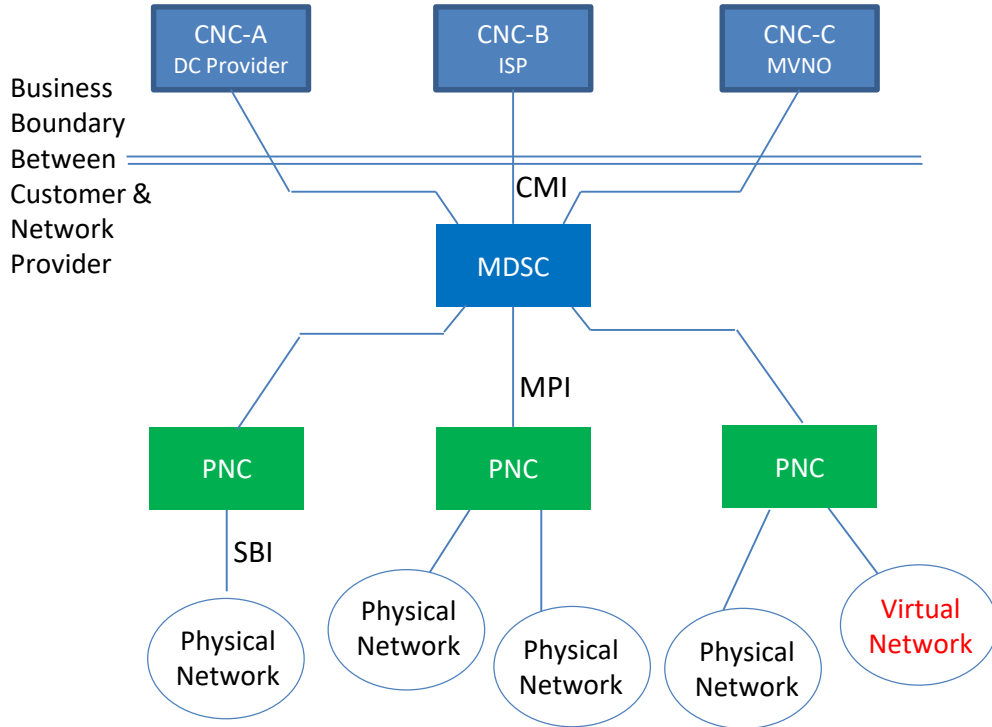 CNC-A
DC Provider
CNC-B
ISP
CNC-C
MVNO
Business
Boundary
Between
Customer &
Network
Provider
CMI
MDSC
MPI
PNC
PNC
PNC
SBI
Physical
Network
Physical
Network
Physical
Network
Physical
Network
Virtual
Network